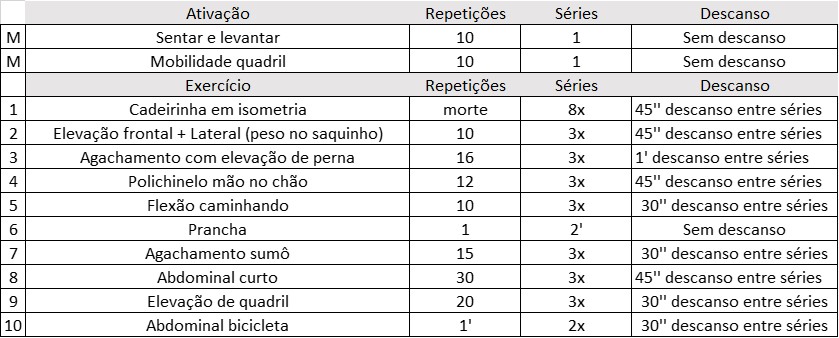 Ativação Repetições Séries Descanso
M Sentar e levantar 10 1 Sem descanso
M Mobilidade quadril 10 1 Sem descanso
Exercício Repetições Séries Descanso
1 Cadeirinha em isometria morte 8x 45'' descanso entre séries
2 Elevação frontal + Lateral (peso no saquinho) 10 3x 45'' descanso entre séries
3 Agachamento com elevação de perna 16 3x 1' descanso entre séries
4 Polichinelo mão no chão 12 3x 45'' descanso entre séries
5 Flexão caminhando 10 3x 30'' descanso entre séries
6 Prancha 1 2' Sem descanso
7 Agachamento sumô 15 3x 30'' descanso entre séries
8 Abdominal curto 30 3x 45'' descanso entre séries
9 Elevação de quadril 20 3x 30'' descanso entre séries
10 Abdominal bicicleta 1' 2x 30'' descanso entre séries